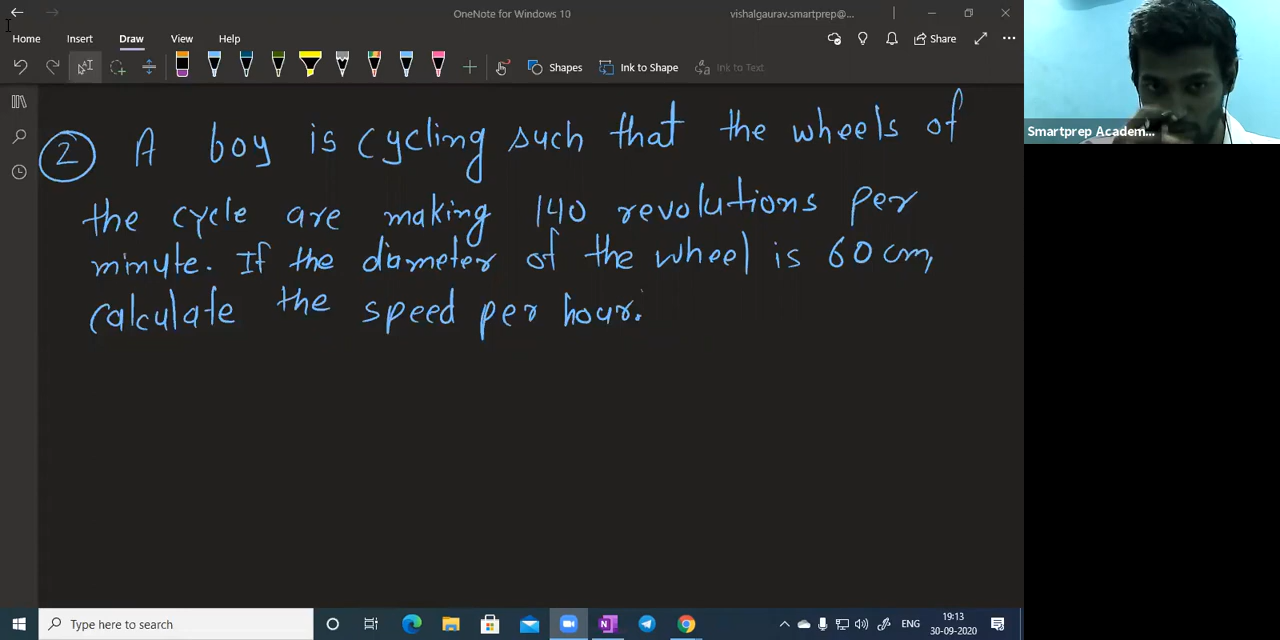 OneNote for Windows 10
vishalgaurav.smartprep@...
Home Insert Draw View Help
Share
Shapes
Ink to Shape
Ink to Text
Smartprep Academ...
2 A boy is cycling such that the wheels of
the cycle are making 140 revolutions per
minute. If the diameter of the wheel is 60 cm,
calculate the speed per hour.
Type here to search
ENG
19:13
30-09-2020